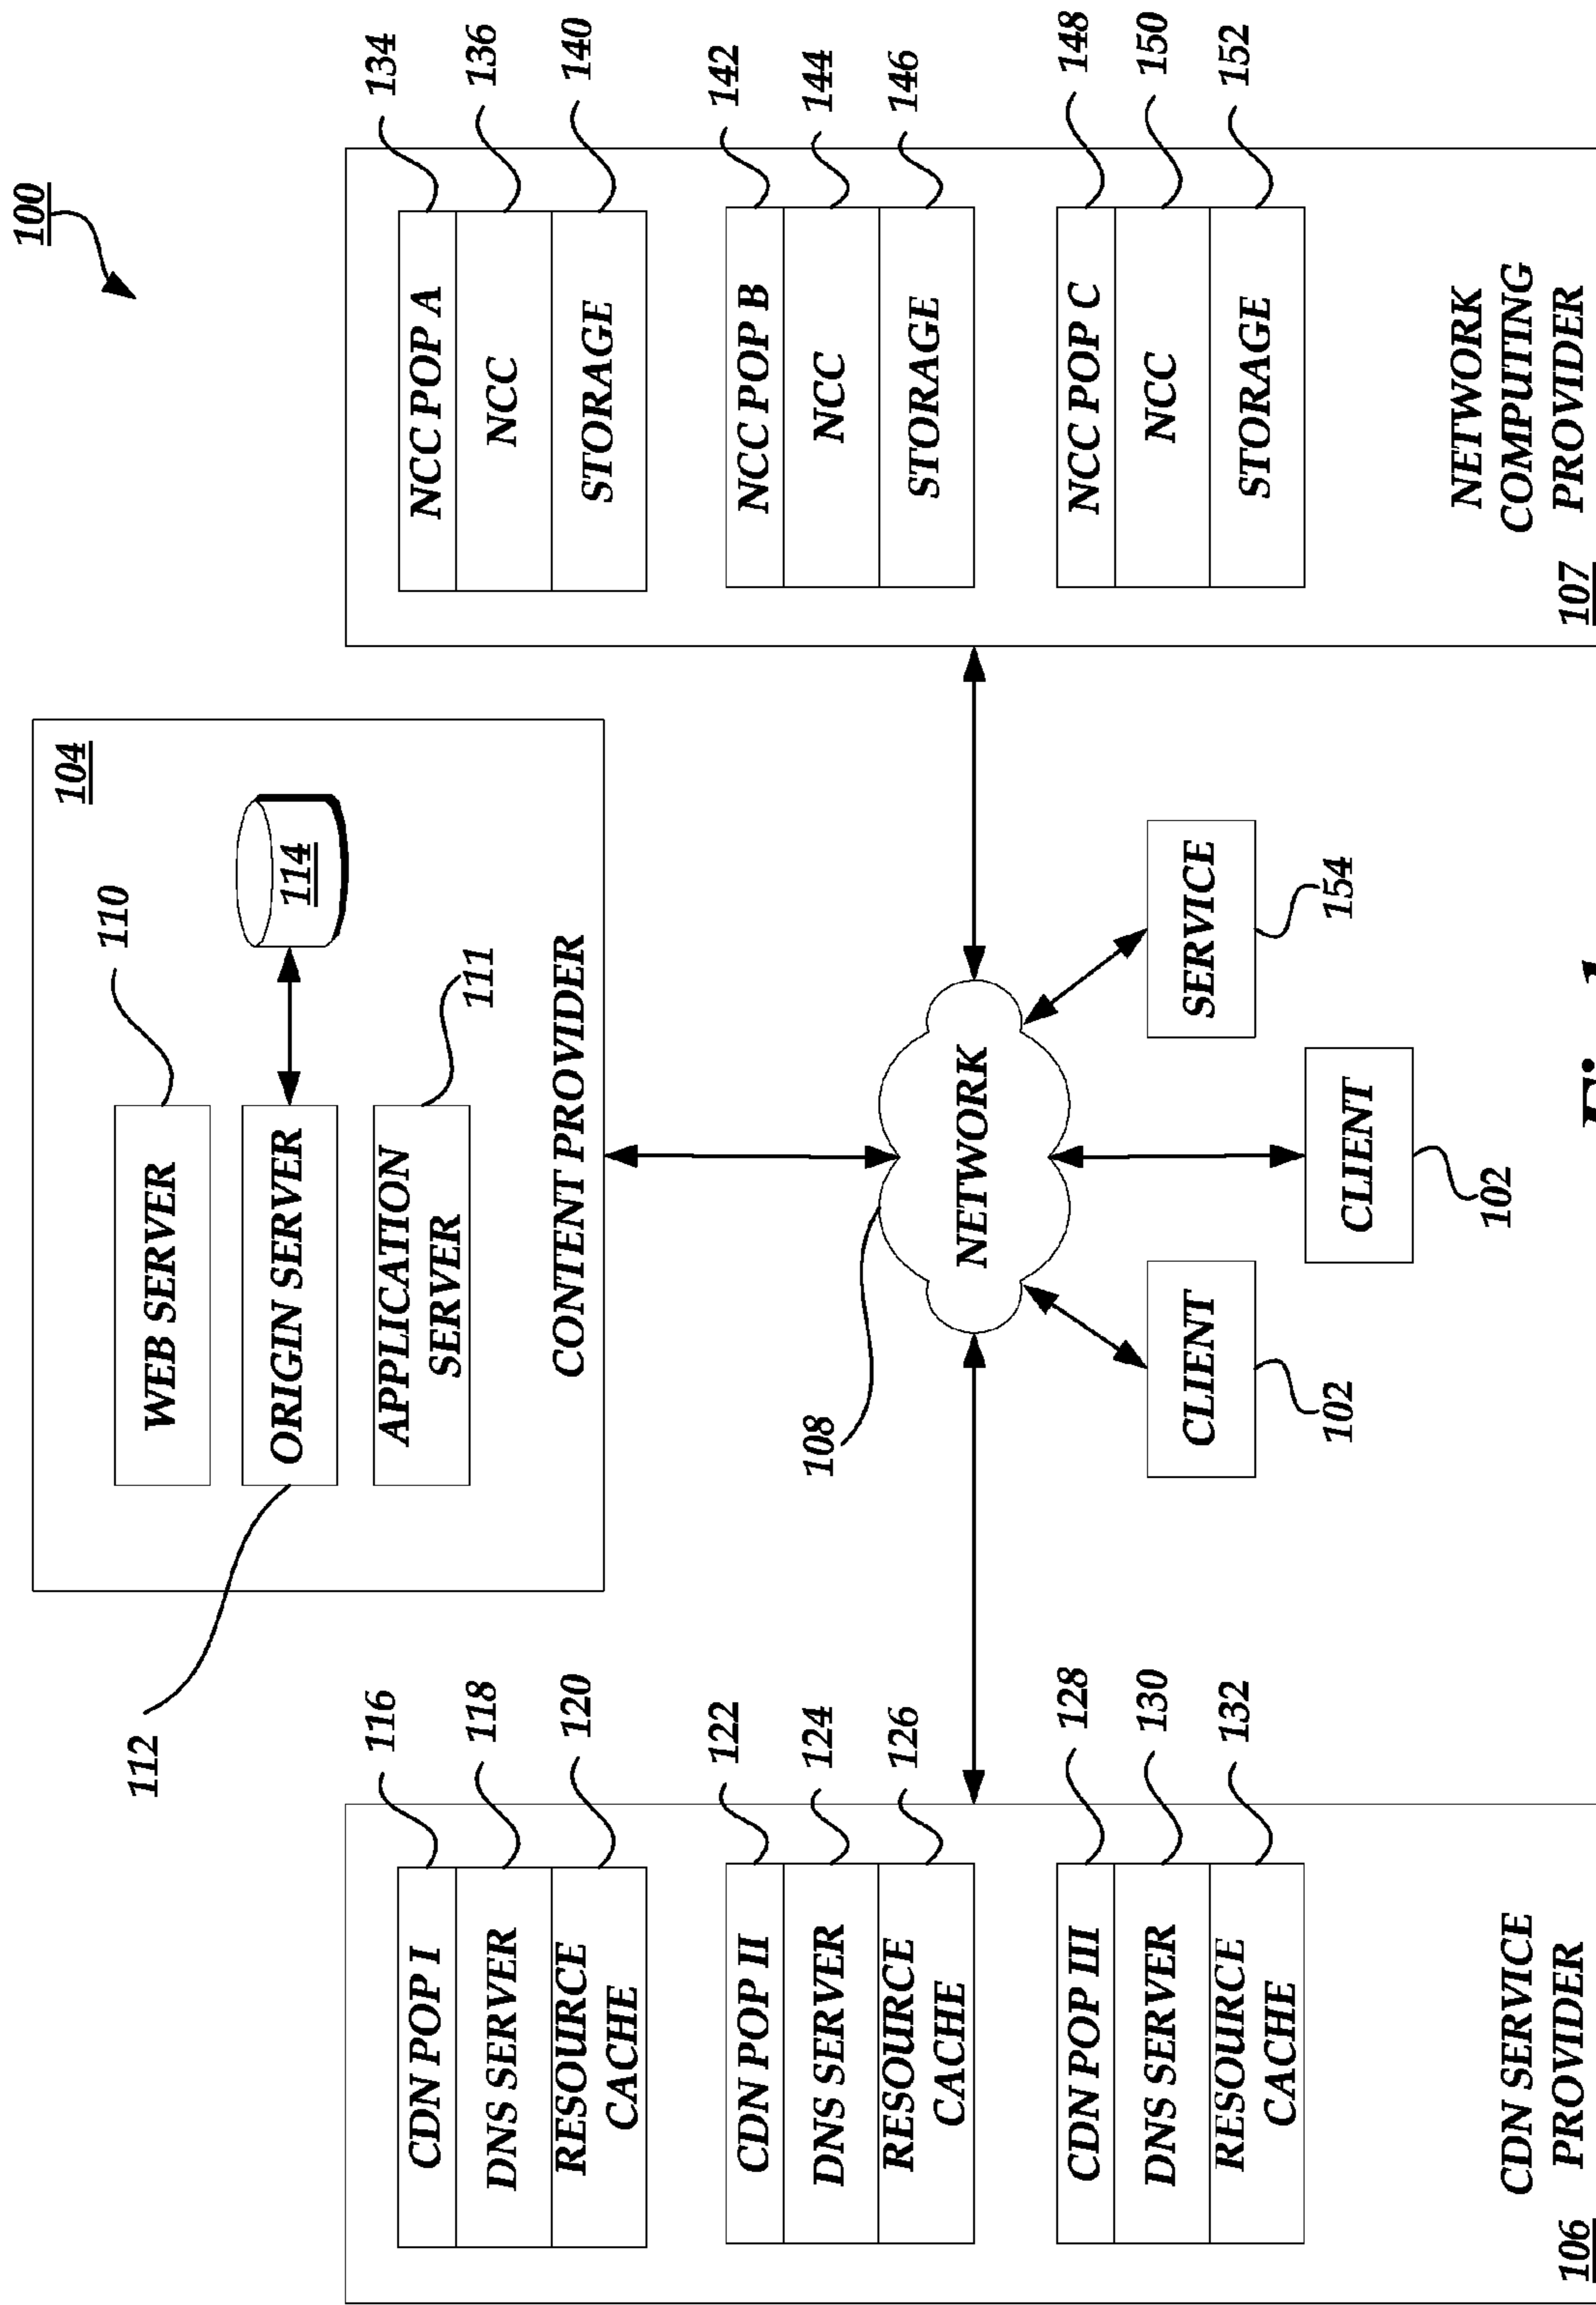 100
104
WEB SERVER
110
ORIGIN SERVER
114
112
APPLICATION
SERVER
111
CONTENT PROVIDER
CDN POP I
116
DNS SERVER
118
RESOURCE
CACHE
120
CDN POP II
122
DNS SERVER
124
RESOURCE
CACHE
126
CDN POP III
128
DNS SERVER
130
RESOURCE
CACHE
132
CDN SERVICE
PROVIDER
106
NETWORK
108
CLIENT
102
CLIENT
102
SERVICE
154
NCC POP A
134
NCC
136
STORAGE
140
NCC POP B
142
NCC
144
STORAGE
146
NCC POP C
148
NCC
150
STORAGE
152
NETWORK
COMPUTING
PROVIDER
107